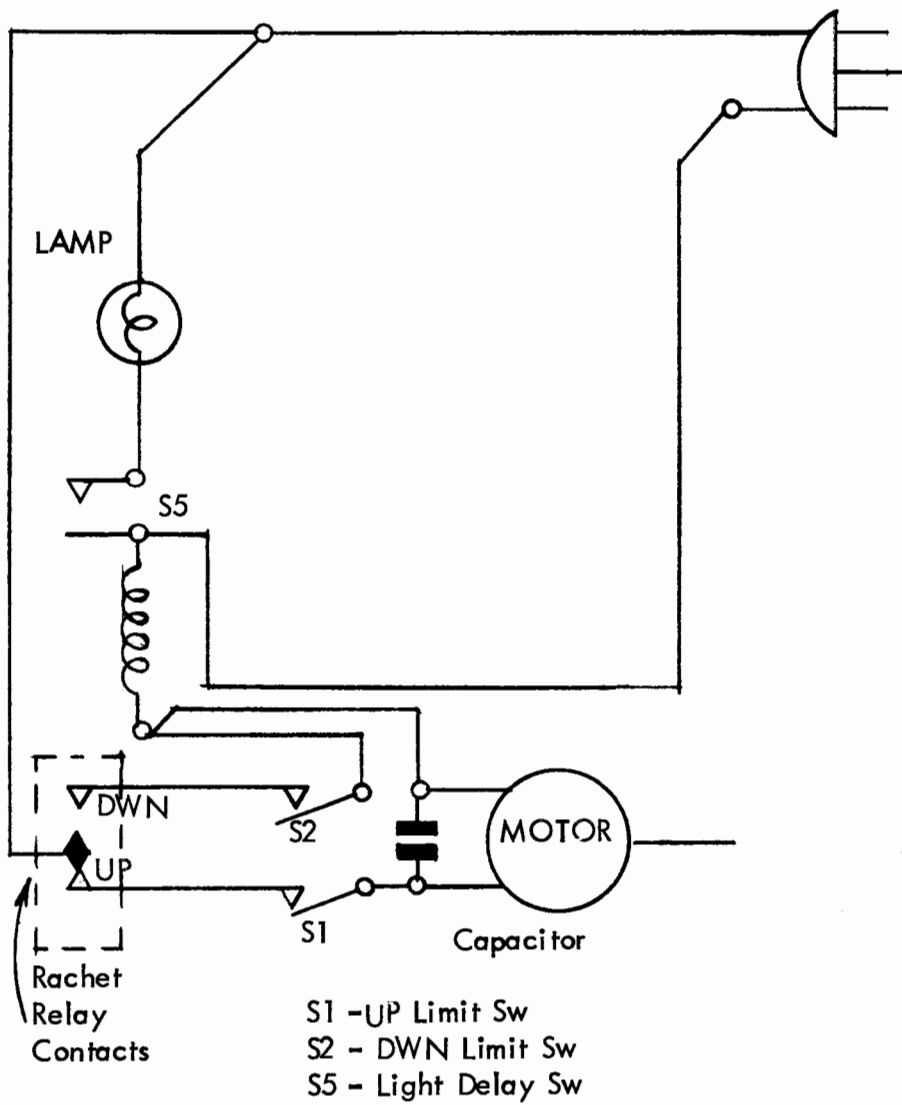 LAMP
S5
DWN
S2
MOTOR
UP
S1
Capacitor
Rachet
Relay
Contacts
S1 -UP Limit Sw
S2 - DWN Limit Sw
S5 - Light Delay Sw